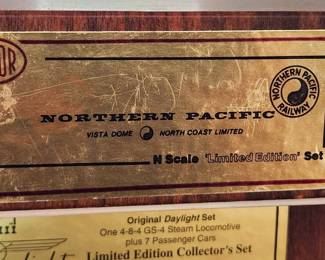 OR
NORTHERN PACIFIC
NORTHERN PACIFIC
RAILWAY
VISTA DOME NORTH COAST LIMITED
N Scale 'Limited Edition' Set
Original Daylight Set
One 4-8-4 GS-4 Steam Locomotive
plus 7 Passenger Cars
Limited Edition Collector's Set